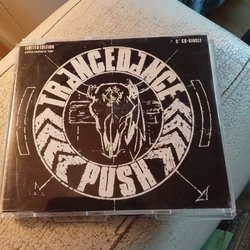 LIMITED EDITION
5" CD-SINGLE
TRANCEDANCE
PUSH